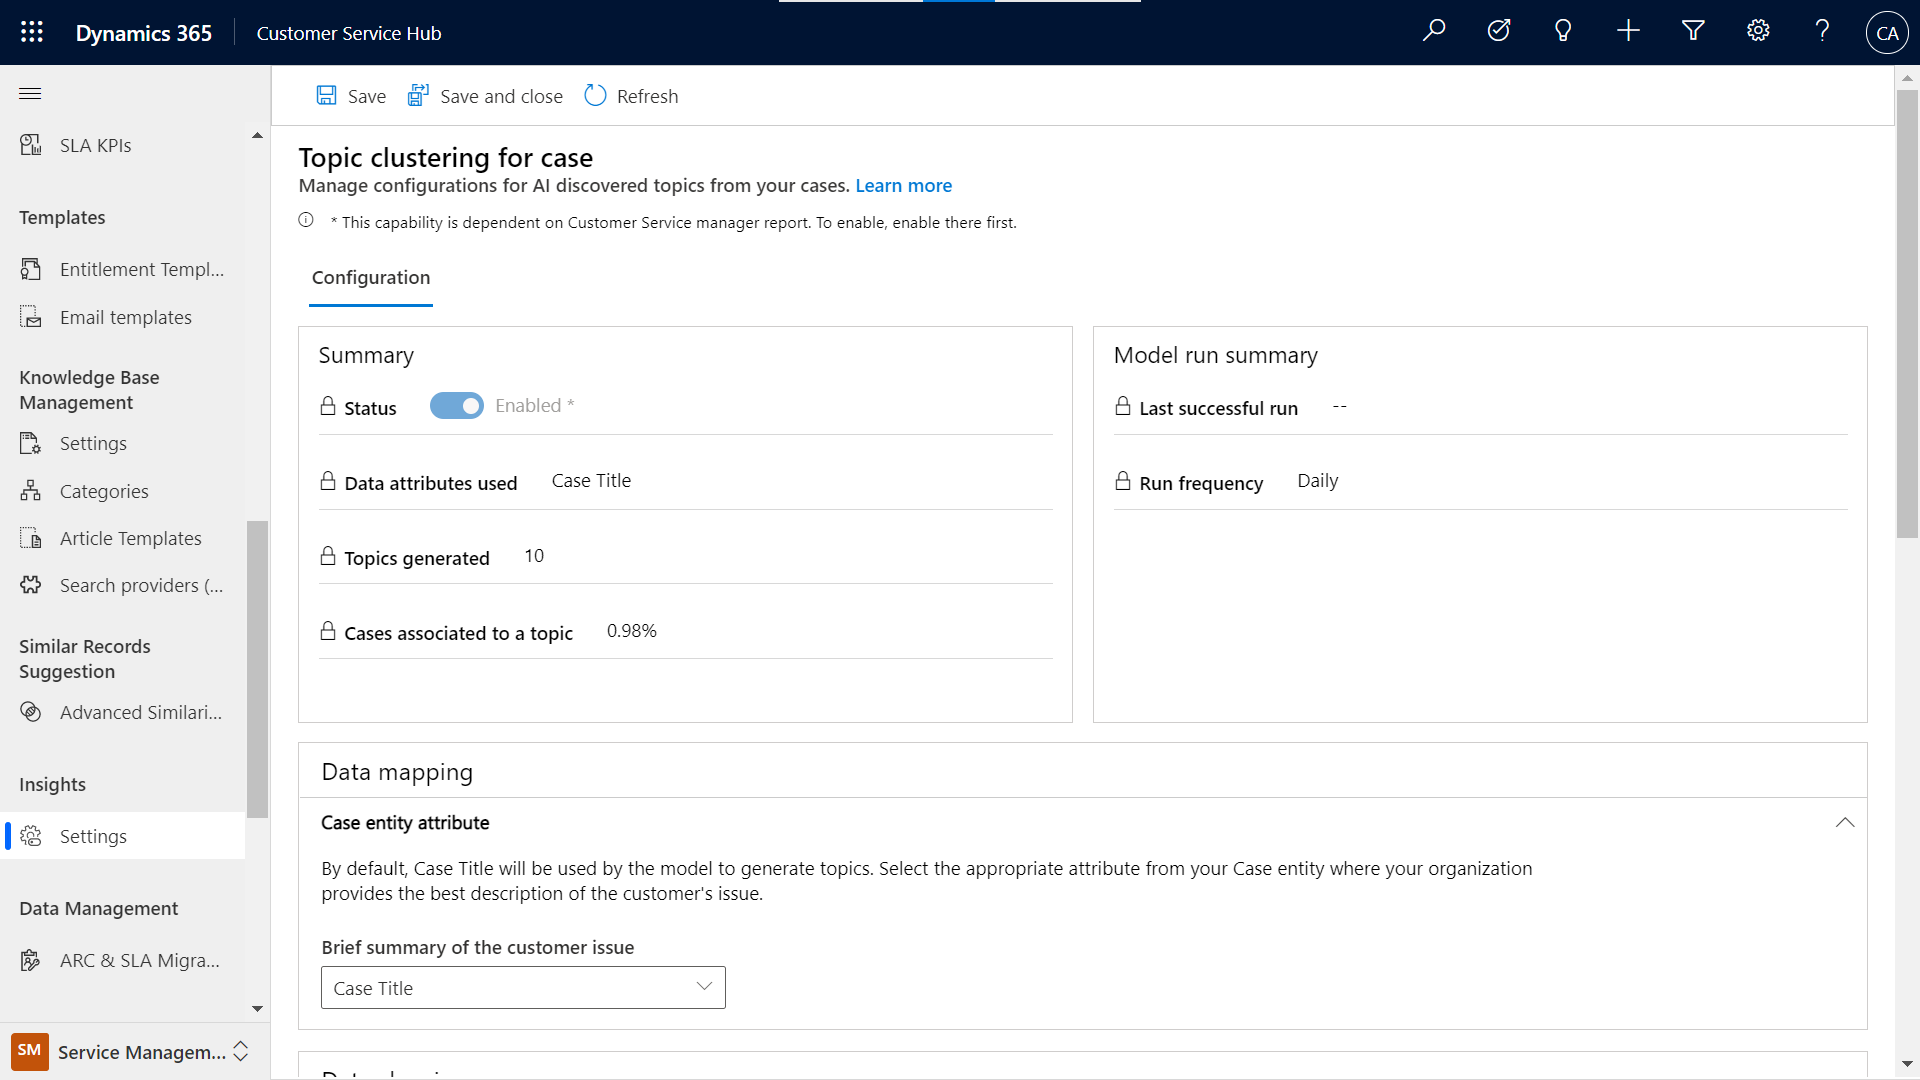 Dynamics 365
Customer Service Hub
CA
Save
Save and close
Refresh
SLA KPIs
Templates
Entitlement Templ...
Email templates
Knowledge Base
Management
Settings
Categories
Article Templates
Search providers (...
Similar Records
Suggestion
Advanced Similari...
Insights
Settings
Data Management
ARC & SLA Migra...
SM
Service Managem...
Topic clustering for case
Manage configurations for AI discovered topics from your cases. Learn more
* This capability is dependent on Customer Service manager report. To enable, enable there first.
Configuration
Summary
Status
Enabled *
Data attributes used
Case Title
Topics generated
10
Cases associated to a topic
0.98%
Model run summary
Last successful run
--
Run frequency
Daily
Data mapping
Case entity attribute
By default, Case Title will be used by the model to generate topics. Select the appropriate attribute from your Case entity where your organization
provides the best description of the customer's issue.
Brief summary of the customer issue
Case Title